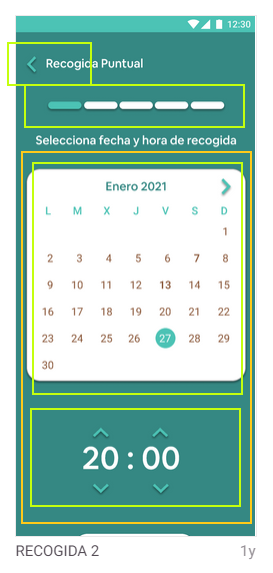 12:30
Recogida Puntual
Selecciona fecha y hora de recogida
Enero 2021
L M X J V S D
1
2 3 4 5 6 7 8
9 10 11 12 13 14 15
16 17 18 19 20 21 22
23 24 25 26 27 28 29
30
20 : 00
RECOGIDA 2 1y